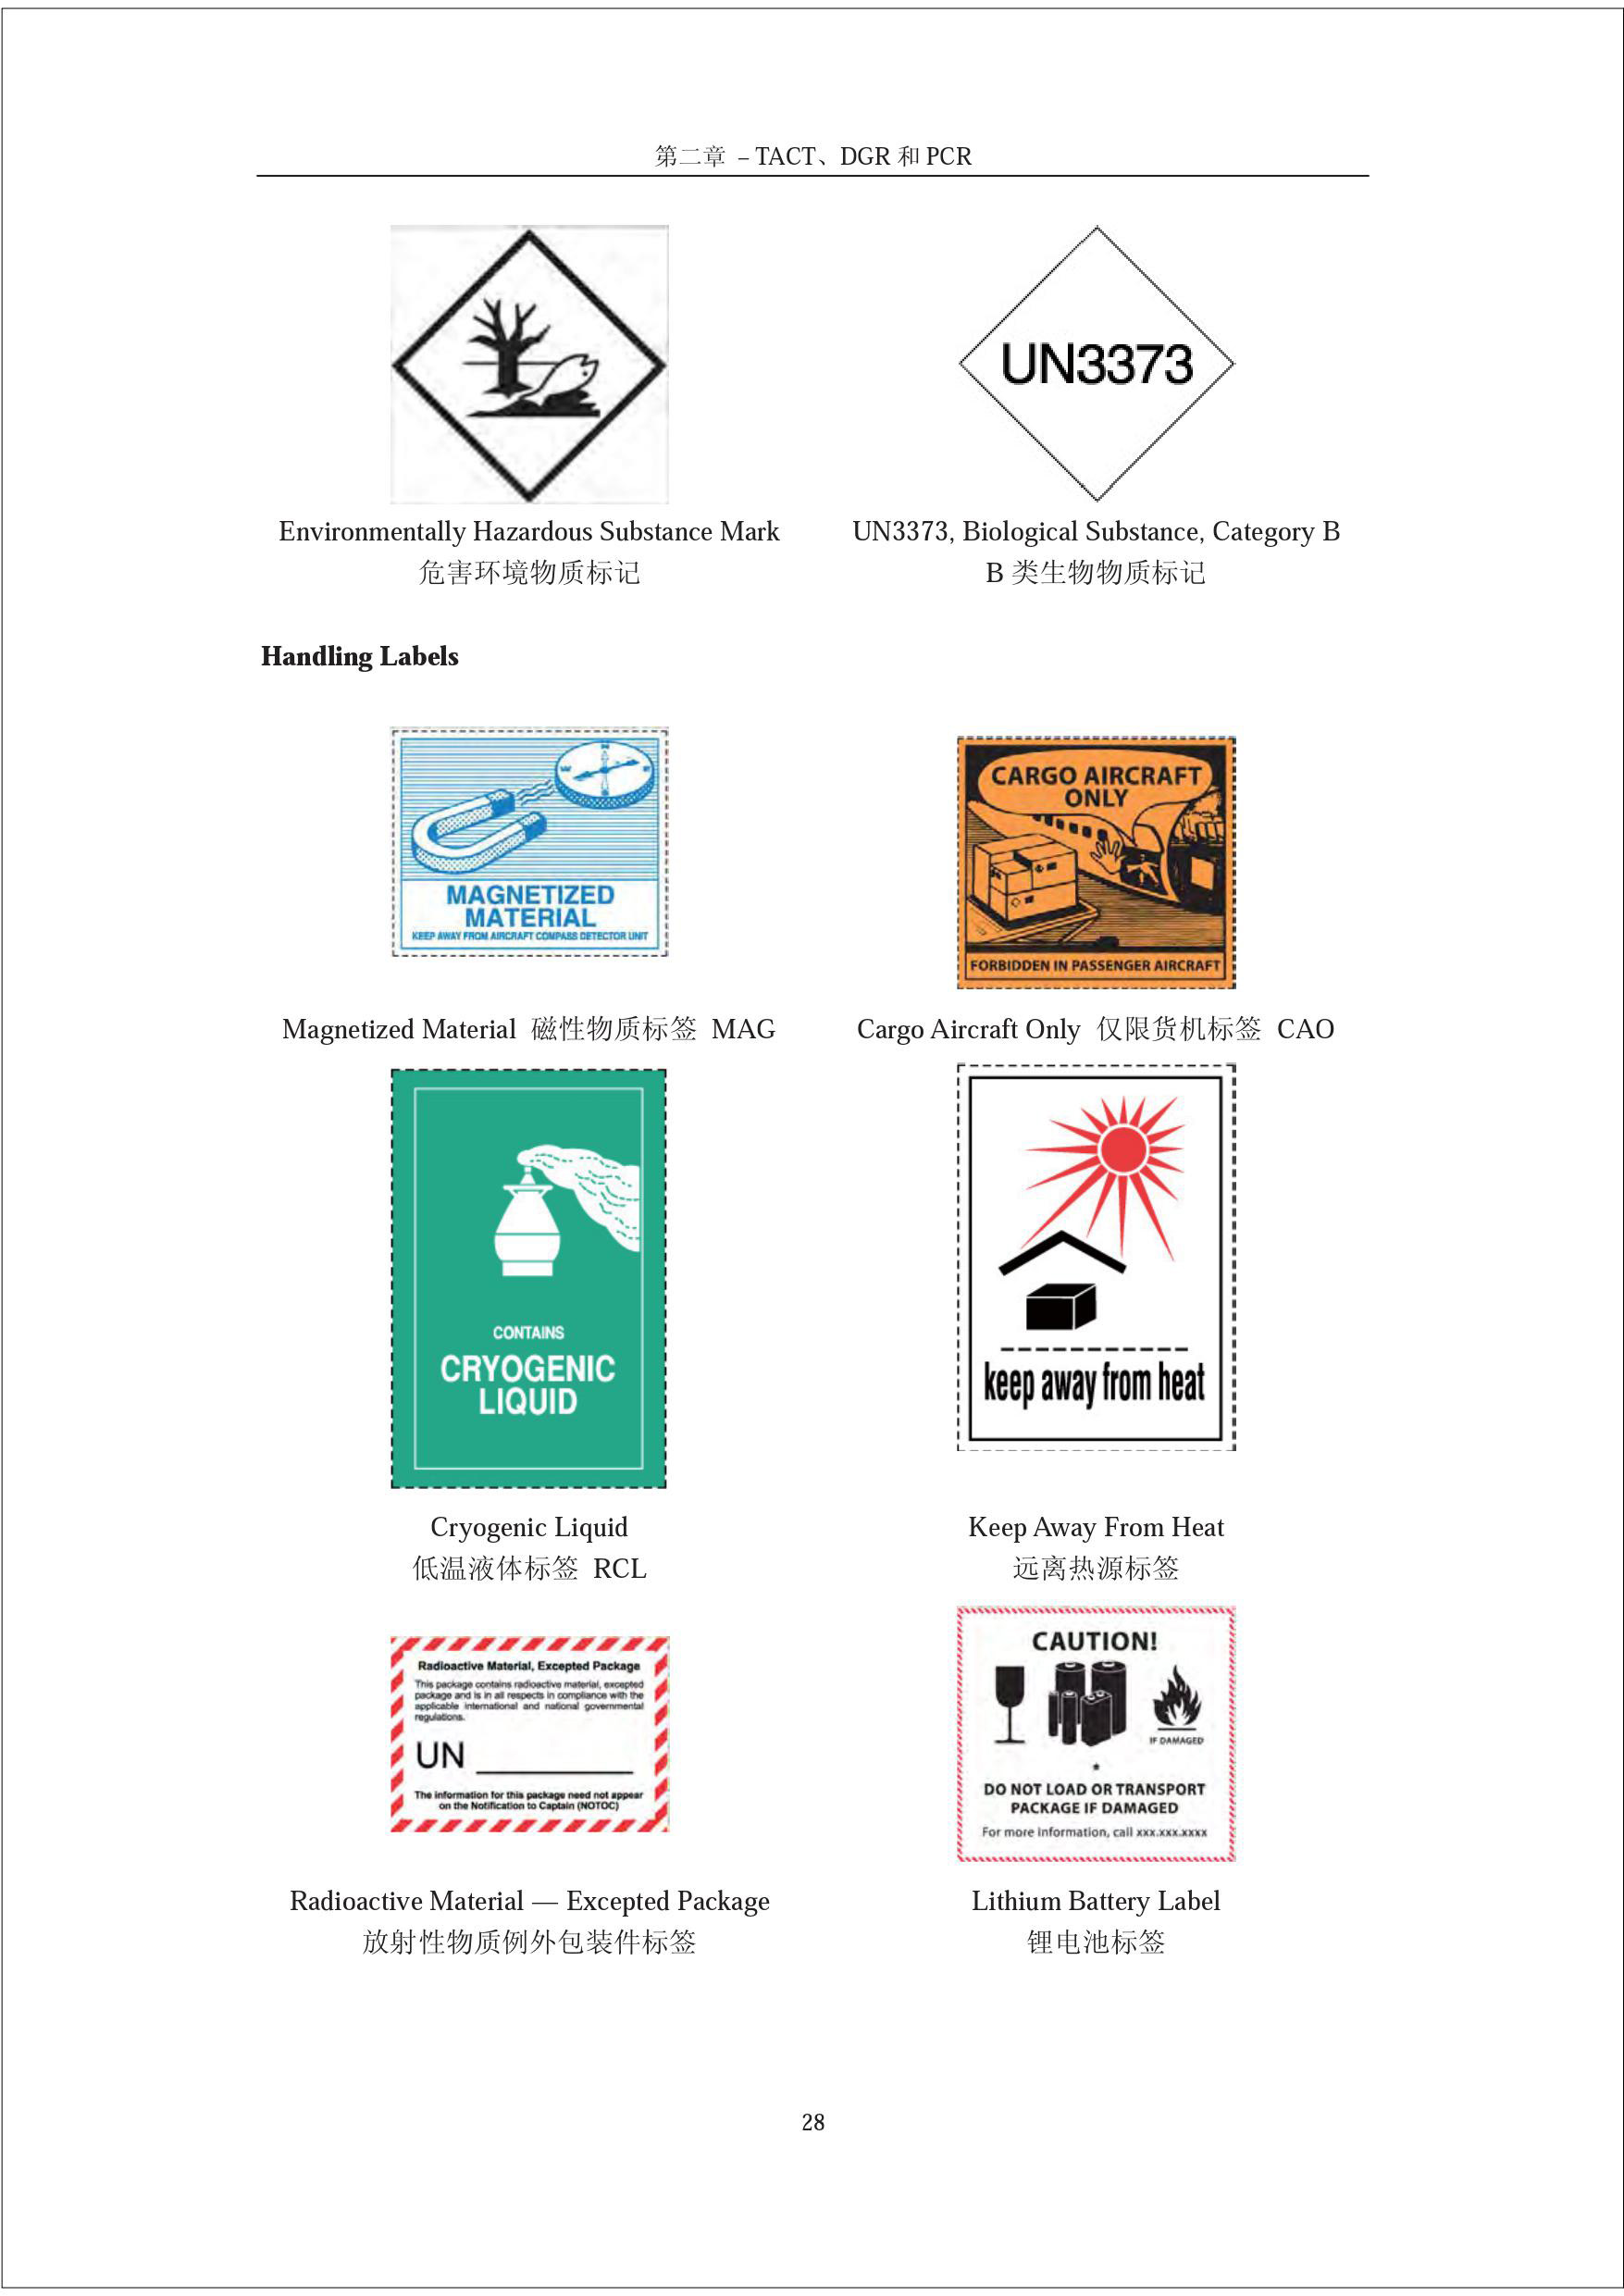 第二章 – TACT、DGR 和 PCR
UN3373
Environmentally Hazardous Substance Mark
危害环境物质标记
UN3373, Biological Substance, Category B
B 类生物物质标记
Handling Labels
MAGNETIZED
MATERIAL
KEEP AWAY FROM AIRCRAFT COMPASS DETECTOR UNIT
CARGO AIRCRAFT
ONLY
FORBIDDEN IN PASSENGER AIRCRAFT
Magnetized Material 磁性物质标签 MAG
Cargo Aircraft Only 仅限货机标签 CAO
CONTAINS
CRYOGENIC
LIQUID
keep away from heat
Cryogenic Liquid
低温液体标签 RCL
Keep Away From Heat
远离热源标签
Radioactive Material, Excepted Package
This package contains radioactive material, excepted
package and is in all respects in compliance with the
applicable international and national governmental
regulations.
UN
The information for this package need not appear
on the Notification to Captain (NOTOC)
CAUTION!
IF DAMAGED
*
DO NOT LOAD OR TRANSPORT
PACKAGE IF DAMAGED
For more information, call xxx.xxx.xxxx
Radioactive Material — Excepted Package
放射性物质例外包装件标签
Lithium Battery Label
锂电池标签
28